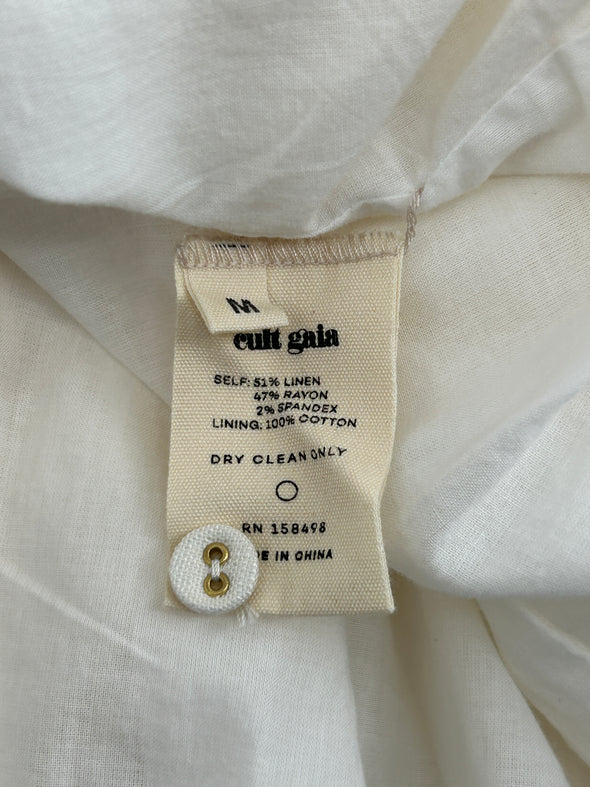 M
cult gaia
SELF: 51% LINEN
47% RAYON
2% SPANDEX
LINING: 100% COTTON
DRY CLEAN ONLY
RN 158498
IN CHINA